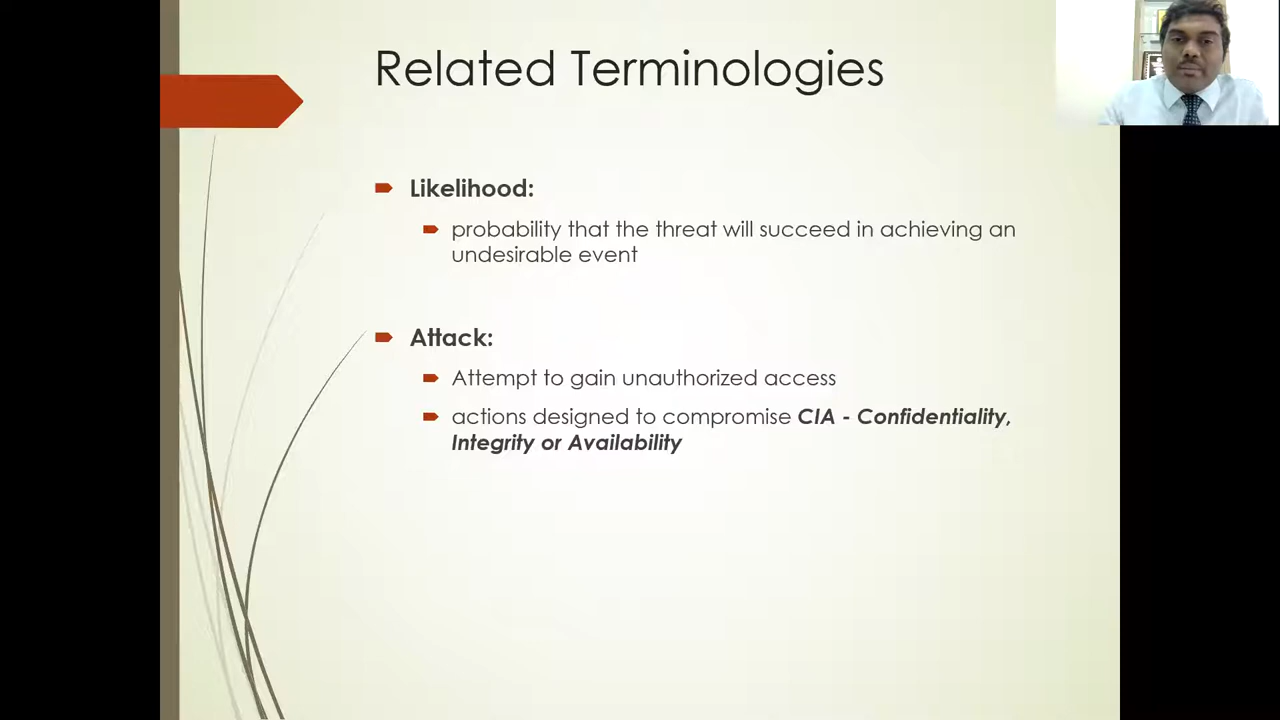 Related Terminologies
Likelihood:
probability that the threat will succeed in achieving an
undesirable event
Attack:
Attempt to gain unauthorized access
actions designed to compromise CIA - Confidentiality,
Integrity or Availability